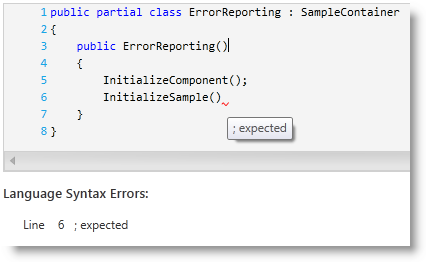 1 public partial class ErrorReporting : SampleContainer
2 {
3 public ErrorReporting()
4 {
5 InitializeComponent();
6 InitializeSample()
; expected
7 }
8 }
Language Syntax Errors:
Line 6 ; expected